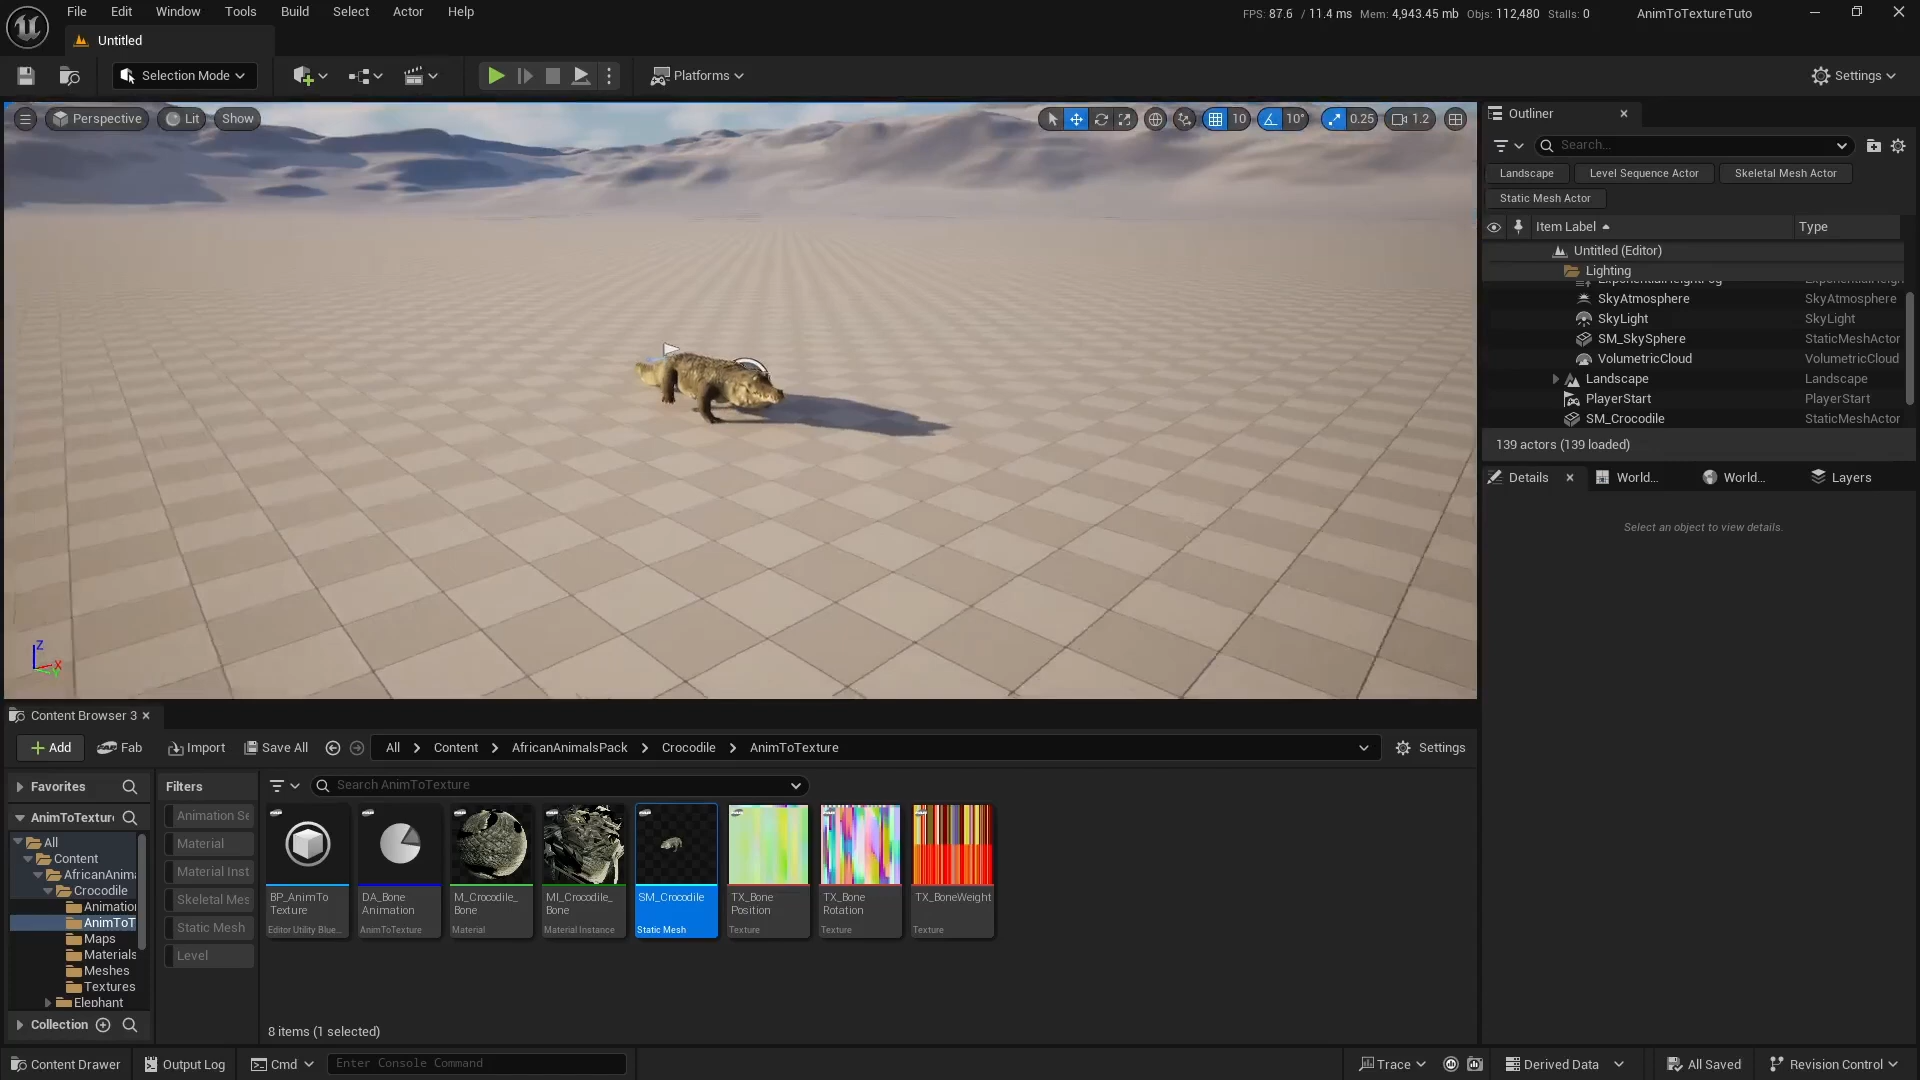 File Edit Window Tools Build Select Actor Help
FPS: 87.6 / 11.4 ms Mem: 4,943.45 mb Objs: 112,480 Stalls: 0 AnimToTextureTuto
Untitled
Selection Mode
Platforms
Settings
Perspective Lit Show
10 10° 0.25 1.2
Outliner
Search...
Landscape Level Sequence Actor Skeletal Mesh Actor
Static Mesh Actor
Item Label Type
Untitled (Editor)
Lighting
SkyAtmosphere SkyAtmosphere
SkyLight SkyLight
SM_SkySphere StaticMeshActor
VolumetricCloud VolumetricCloud
Landscape Landscape
PlayerStart PlayerStart
SM_Crocodile StaticMeshActor
139 actors (139 loaded)
Details World... World... Layers
Select an object to view details.
Z
X
Content Browser 3
Add Fab Import Save All All Content AfricanAnimalsPack Crocodile AnimToTexture Settings
Favorites
AnimToTextur
All
Content
AfricanAnima
Crocodile
Animation
AnimToT
Maps
Materials
Meshes
Textures
Elephant
Collection
Filters
Animation Se
Material
Material Inst
Skeletal Mes
Static Mesh
Level
Search AnimToTexture
BP_AnimTo
Texture
Editor Utility Blue...
DA_Bone
Animation
AnimToTexture
M_Crocodile_
Bone
Material
MI_Crocodile_
Bone
Material Instance
SM_Crocodile
Static Mesh
TX_Bone
Position
Texture
TX_Bone
Rotation
Texture
TX_BoneWeight
Texture
8 items (1 selected)
Content Drawer Output Log Cmd Enter Console Command Trace Derived Data All Saved Revision Control